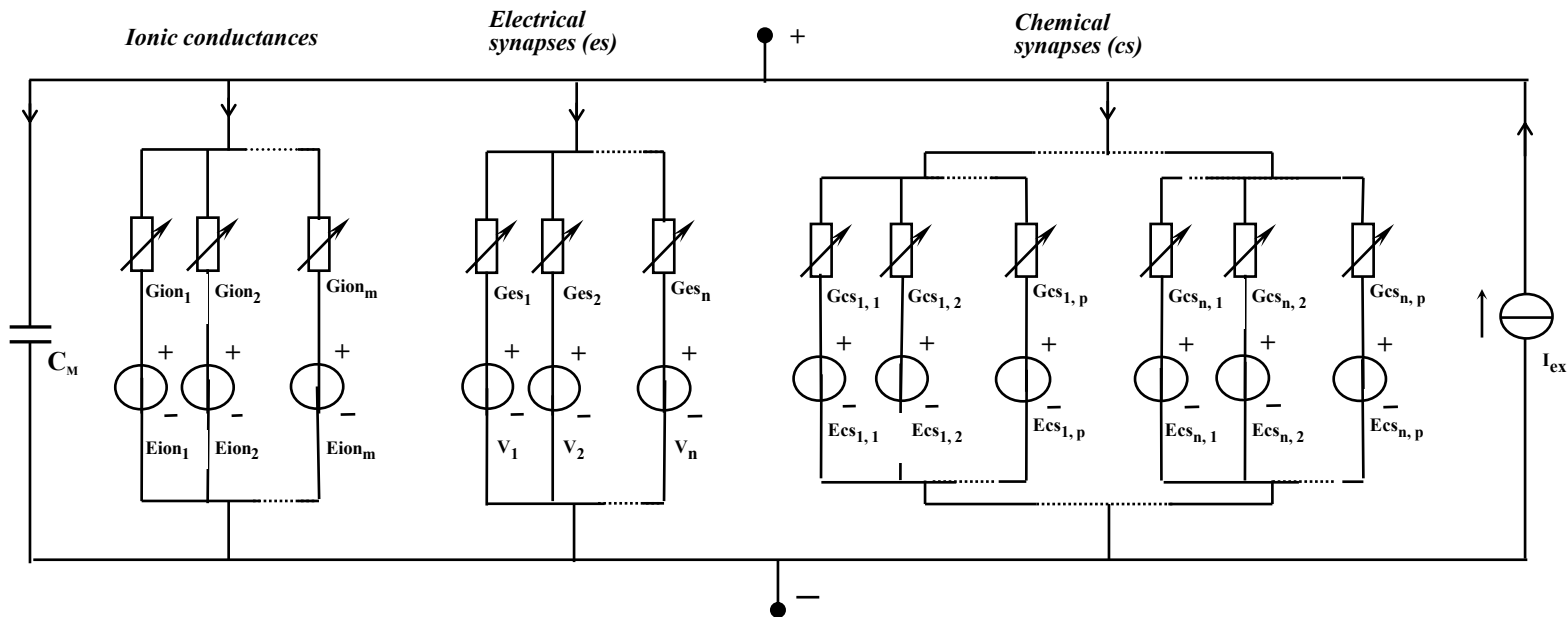 Ionic conductances
Electrical
synapses (es)
+
Chemical
synapses (cs)
Gion1
Gion2
Gionm
Ges1
Ges2
Gesn
Gcs1, 1
Gcs1, 2
Gcs1, p
Gcsn, 1
Gcsn, 2
Gcsn, p
CM
+
+
+
+
+
+
+
+
+
+
+
+
Iex
−
−
−
−
−
−
−
−
−
−
−
−
Eion1
Eion2
Eionm
V1
V2
Vn
Ecs1, 1
Ecs1, 2
Ecs1, p
Ecsn, 1
Ecsn, 2
Ecsn, p
−